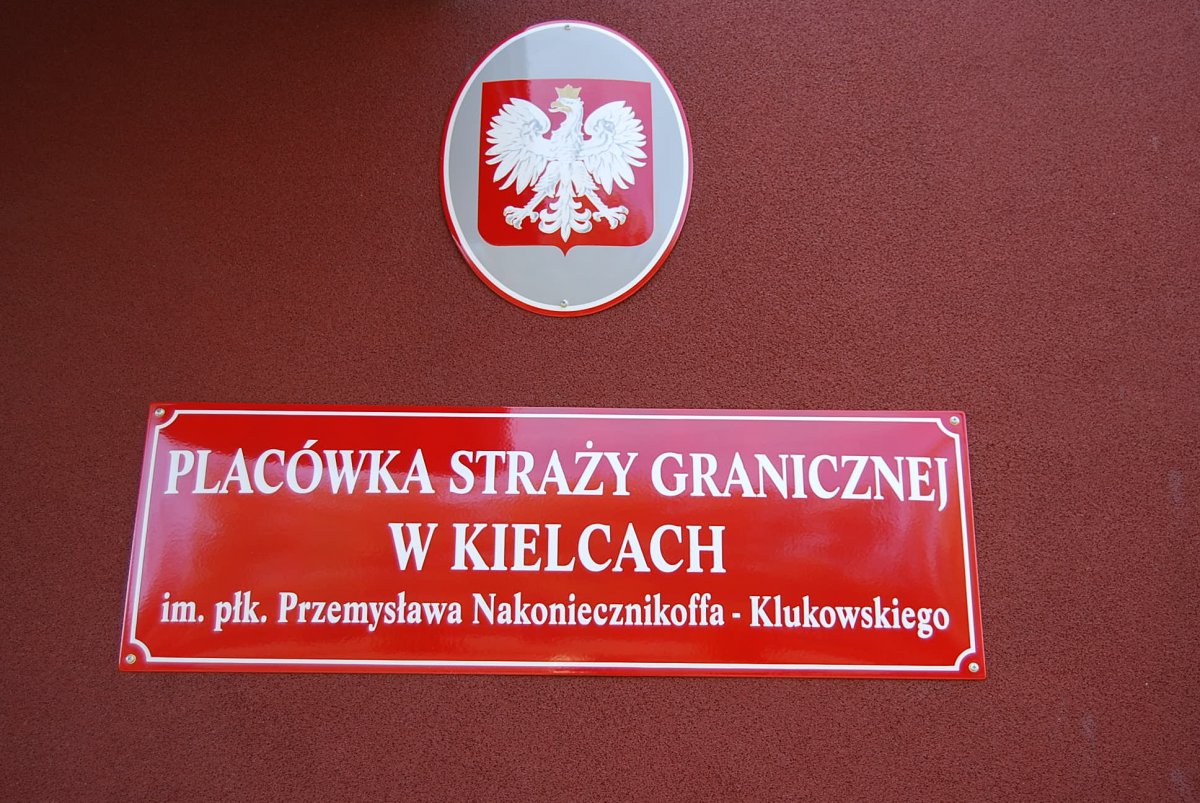 PLACÓWKA STRAŻY GRANICZNEJ
W KIELCACH
im. płk. Przemysława Nakoniecznikoffa - Klukowskiego